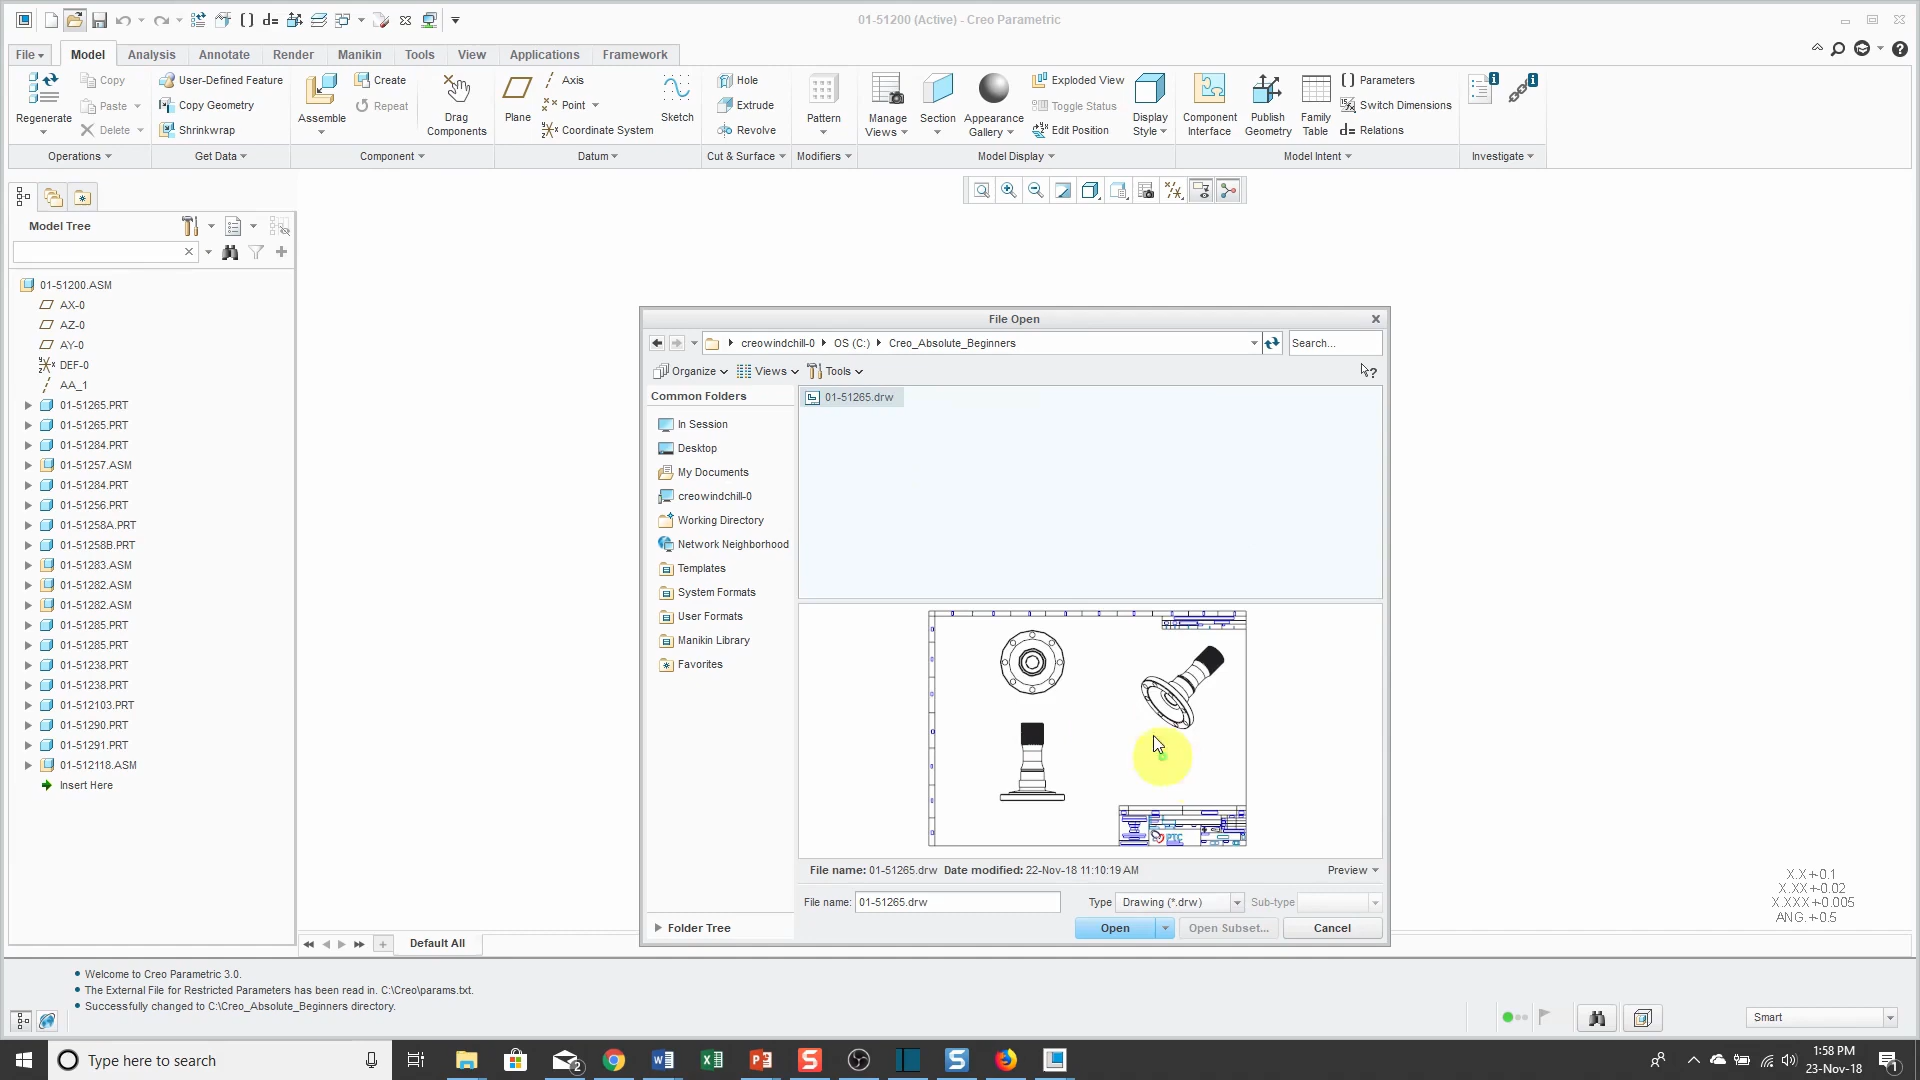 01-51200 (Active) - Creo Parametric
File Model Analysis Annotate Render Manikin Tools View Applications Framework
Regenerate
Copy
Paste
Delete
Operations
User-Defined Feature
Copy Geometry
Shrinkwrap
Get Data
Assemble
Create
Repeat
Drag
Components
Component
Plane
Axis
Point
Coordinate System
Sketch
Datum
Hole
Extrude
Revolve
Cut & Surface
Pattern
Modifiers
Manage
Views
Section
Appearance
Gallery
Exploded View
Toggle Status
Edit Position
Display
Style
Model Display
Component
Interface
Publish
Geometry
Family
Table
Parameters
Switch Dimensions
Relations
Model Intent
Investigate
Model Tree
01-51200.ASM
AX-0
AZ-0
AY-0
DEF-0
AA_1
01-51265.PRT
01-51265.PRT
01-51284.PRT
01-51257.ASM
01-51284.PRT
01-51256.PRT
01-51258A.PRT
01-51258B.PRT
01-51283.ASM
01-51282.ASM
01-51282.ASM
01-51285.PRT
01-51285.PRT
01-51238.PRT
01-51238.PRT
01-512103.PRT
01-51290.PRT
01-51291.PRT
01-512118.ASM
Insert Here
File Open
creowindchill-0 OS (C:) Creo_Absolute_Beginners
Search...
Organize Views Tools
Common Folders
In Session
Desktop
My Documents
creowindchill-0
Working Directory
Network Neighborhood
Templates
System Formats
User Formats
Manikin Library
Favorites
Folder Tree
01-51265.drw
PTC
File name: 01-51265.drw Date modified: 22-Nov-18 11:10:19 AM
Preview
File name: 01-51265.drw
Type Drawing (*.drw) Sub-type
Open Open Subset... Cancel
X.X+-0.1
X.XX+-0.02
X.XXX+-0.005
ANG.+-0.5
Default All
Welcome to Creo Parametric 3.0.
The External File for Restricted Parameters has been read in. C:\Creo\params.txt.
Successfully changed to C:\Creo_Absolute_Beginners directory.
Smart
Type here to search
2
1:58 PM
23-Nov-18
1